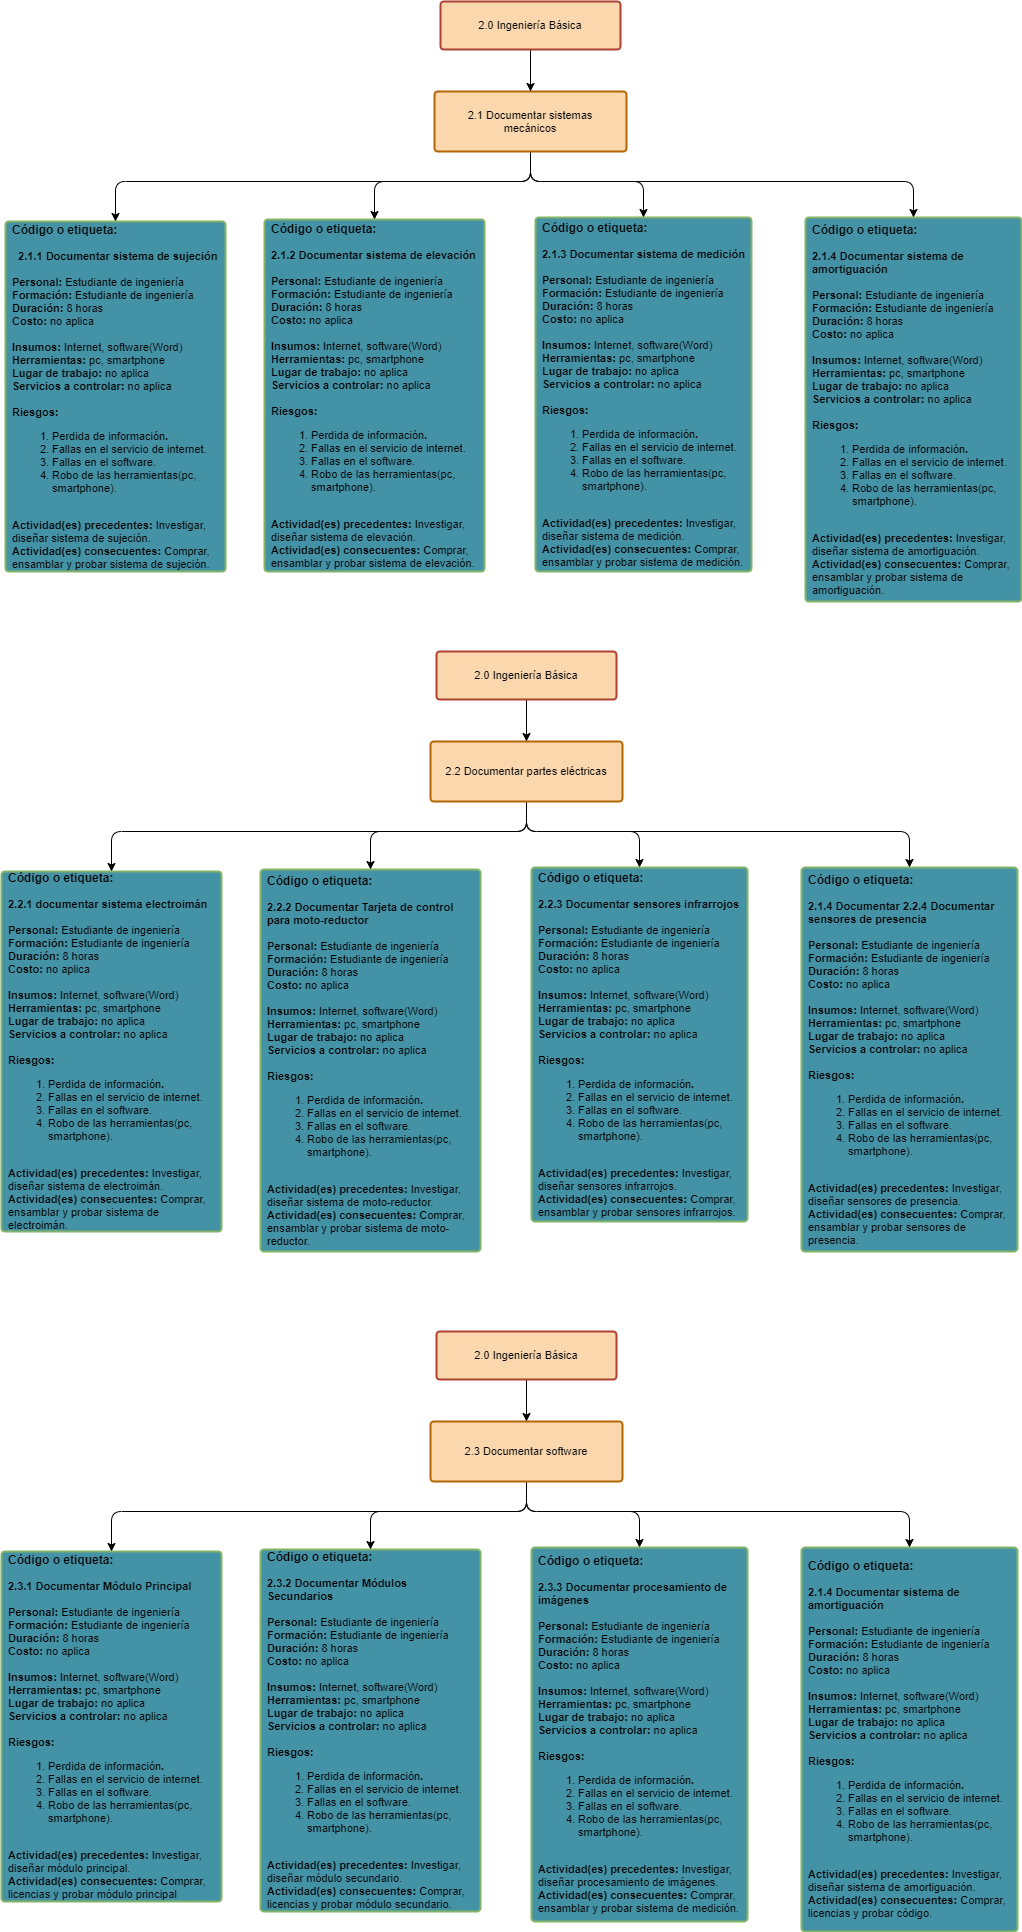 2.0 Ingeniería Básica
2.1 Documentar sistemas
mecánicos
Código o etiqueta:
2.1.1 Documentar sistema de sujeción
Personal: Estudiante de ingeniería
Formación: Estudiante de ingeniería
Duración: 8 horas
Costo: no aplica
Insumos: Internet, software(Word)
Herramientas: pc, smartphone
Lugar de trabajo: no aplica
Servicios a controlar: no aplica
Riesgos:
1. Perdida de información.
2. Fallas en el servicio de internet.
3. Fallas en el software.
4. Robo de las herramientas(pc,
smartphone).
Actividad(es) precedentes: Investigar,
diseñar sistema de sujeción.
Actividad(es) consecuentes: Comprar,
ensamblar y probar sistema de sujeción.
Código o etiqueta:
2.1.2 Documentar sistema de elevación
Personal: Estudiante de ingeniería
Formación: Estudiante de ingeniería
Duración: 8 horas
Costo: no aplica
Insumos: Internet, software(Word)
Herramientas: pc, smartphone
Lugar de trabajo: no aplica
Servicios a controlar: no aplica
Riesgos:
1. Perdida de información.
2. Fallas en el servicio de internet.
3. Fallas en el software.
4. Robo de las herramientas(pc,
smartphone).
Actividad(es) precedentes: Investigar,
diseñar sistema de elevación.
Actividad(es) consecuentes: Comprar,
ensamblar y probar sistema de elevación.
Código o etiqueta:
2.1.3 Documentar sistema de medición
Personal: Estudiante de ingeniería
Formación: Estudiante de ingeniería
Duración: 8 horas
Costo: no aplica
Insumos: Internet, software(Word)
Herramientas: pc, smartphone
Lugar de trabajo: no aplica
Servicios a controlar: no aplica
Riesgos:
1. Perdida de información.
2. Fallas en el servicio de internet.
3. Fallas en el software.
4. Robo de las herramientas(pc,
smartphone).
Actividad(es) precedentes: Investigar,
diseñar sistema de medición.
Actividad(es) consecuentes: Comprar,
ensamblar y probar sistema de medición.
Código o etiqueta:
2.1.4 Documentar sistema de
amortiguación
Personal: Estudiante de ingeniería
Formación: Estudiante de ingeniería
Duración: 8 horas
Costo: no aplica
Insumos: Internet, software(Word)
Herramientas: pc, smartphone
Lugar de trabajo: no aplica
Servicios a controlar: no aplica
Riesgos:
1. Perdida de información.
2. Fallas en el servicio de internet.
3. Fallas en el software.
4. Robo de las herramientas(pc,
smartphone).
Actividad(es) precedentes: Investigar,
diseñar sistema de amortiguación.
Actividad(es) consecuentes: Comprar,
ensamblar y probar sistema de
amortiguación.
2.0 Ingeniería Básica
2.2 Documentar partes eléctricas
Código o etiqueta:
2.2.1 documentar sistema electroimán
Personal: Estudiante de ingeniería
Formación: Estudiante de ingeniería
Duración: 8 horas
Costo: no aplica
Insumos: Internet, software(Word)
Herramientas: pc, smartphone
Lugar de trabajo: no aplica
Servicios a controlar: no aplica
Riesgos:
1. Perdida de información.
2. Fallas en el servicio de internet.
3. Fallas en el software.
4. Robo de las herramientas(pc,
smartphone).
Actividad(es) precedentes: Investigar,
diseñar sistema de electroimán.
Actividad(es) consecuentes: Comprar,
ensamblar y probar sistema de
electroimán.
Código o etiqueta:
2.2.2 Documentar Tarjeta de control
para moto-reductor
Personal: Estudiante de ingeniería
Formación: Estudiante de ingeniería
Duración: 8 horas
Costo: no aplica
Insumos: Internet, software(Word)
Herramientas: pc, smartphone
Lugar de trabajo: no aplica
Servicios a controlar: no aplica
Riesgos:
1. Perdida de información.
2. Fallas en el servicio de internet.
3. Fallas en el software.
4. Robo de las herramientas(pc,
smartphone).
Actividad(es) precedentes: Investigar,
diseñar sistema de moto-reductor.
Actividad(es) consecuentes: Comprar,
ensamblar y probar sistema de moto-
reductor.
Código o etiqueta:
2.2.3 Documentar sensores infrarrojos
Personal: Estudiante de ingeniería
Formación: Estudiante de ingeniería
Duración: 8 horas
Costo: no aplica
Insumos: Internet, software(Word)
Herramientas: pc, smartphone
Lugar de trabajo: no aplica
Servicios a controlar: no aplica
Riesgos:
1. Perdida de información.
2. Fallas en el servicio de internet.
3. Fallas en el software.
4. Robo de las herramientas(pc,
smartphone).
Actividad(es) precedentes: Investigar,
diseñar sensores infrarrojos.
Actividad(es) consecuentes: Comprar,
ensamblar y probar sensores infrarrojos.
Código o etiqueta:
2.1.4 Documentar 2.2.4 Documentar
sensores de presencia
Personal: Estudiante de ingeniería
Formación: Estudiante de ingeniería
Duración: 8 horas
Costo: no aplica
Insumos: Internet, software(Word)
Herramientas: pc, smartphone
Lugar de trabajo: no aplica
Servicios a controlar: no aplica
Riesgos:
1. Perdida de información.
2. Fallas en el servicio de internet.
3. Fallas en el software.
4. Robo de las herramientas(pc,
smartphone).
Actividad(es) precedentes: Investigar,
diseñar sensores de presencia.
Actividad(es) consecuentes: Comprar,
ensamblar y probar sensores de
presencia.
2.0 Ingeniería Básica
2.3 Documentar software
Código o etiqueta:
2.3.1 Documentar Módulo Principal
Personal: Estudiante de ingeniería
Formación: Estudiante de ingeniería
Duración: 8 horas
Costo: no aplica
Insumos: Internet, software(Word)
Herramientas: pc, smartphone
Lugar de trabajo: no aplica
Servicios a controlar: no aplica
Riesgos:
1. Perdida de información.
2. Fallas en el servicio de internet.
3. Fallas en el software.
4. Robo de las herramientas(pc,
smartphone).
Actividad(es) precedentes: Investigar,
diseñar módulo principal.
Actividad(es) consecuentes: Comprar,
licencias y probar módulo principal
Código o etiqueta:
2.3.2 Documentar Módulos
Secundarios
Personal: Estudiante de ingeniería
Formación: Estudiante de ingeniería
Duración: 8 horas
Costo: no aplica
Insumos: Internet, software(Word)
Herramientas: pc, smartphone
Lugar de trabajo: no aplica
Servicios a controlar: no aplica
Riesgos:
1. Perdida de información.
2. Fallas en el servicio de internet.
3. Fallas en el software.
4. Robo de las herramientas(pc,
smartphone).
Actividad(es) precedentes: Investigar,
diseñar módulo secundario.
Actividad(es) consecuentes: Comprar,
licencias y probar módulo secundario.
Código o etiqueta:
2.3.3 Documentar procesamiento de
imágenes
Personal: Estudiante de ingeniería
Formación: Estudiante de ingeniería
Duración: 8 horas
Costo: no aplica
Insumos: Internet, software(Word)
Herramientas: pc, smartphone
Lugar de trabajo: no aplica
Servicios a controlar: no aplica
Riesgos:
1. Perdida de información.
2. Fallas en el servicio de internet.
3. Fallas en el software.
4. Robo de las herramientas(pc,
smartphone).
Actividad(es) precedentes: Investigar,
diseñar procesamiento de imágenes.
Actividad(es) consecuentes: Comprar,
ensamblar y probar sistema de medición.
Código o etiqueta:
2.1.4 Documentar sistema de
amortiguación
Personal: Estudiante de ingeniería
Formación: Estudiante de ingeniería
Duración: 8 horas
Costo: no aplica
Insumos: Internet, software(Word)
Herramientas: pc, smartphone
Lugar de trabajo: no aplica
Servicios a controlar: no aplica
Riesgos:
1. Perdida de información.
2. Fallas en el servicio de internet.
3. Fallas en el software.
4. Robo de las herramientas(pc,
smartphone).
Actividad(es) precedentes: Investigar,
diseñar sistema de amortiguación.
Actividad(es) consecuentes: Comprar,
licencias y probar código.